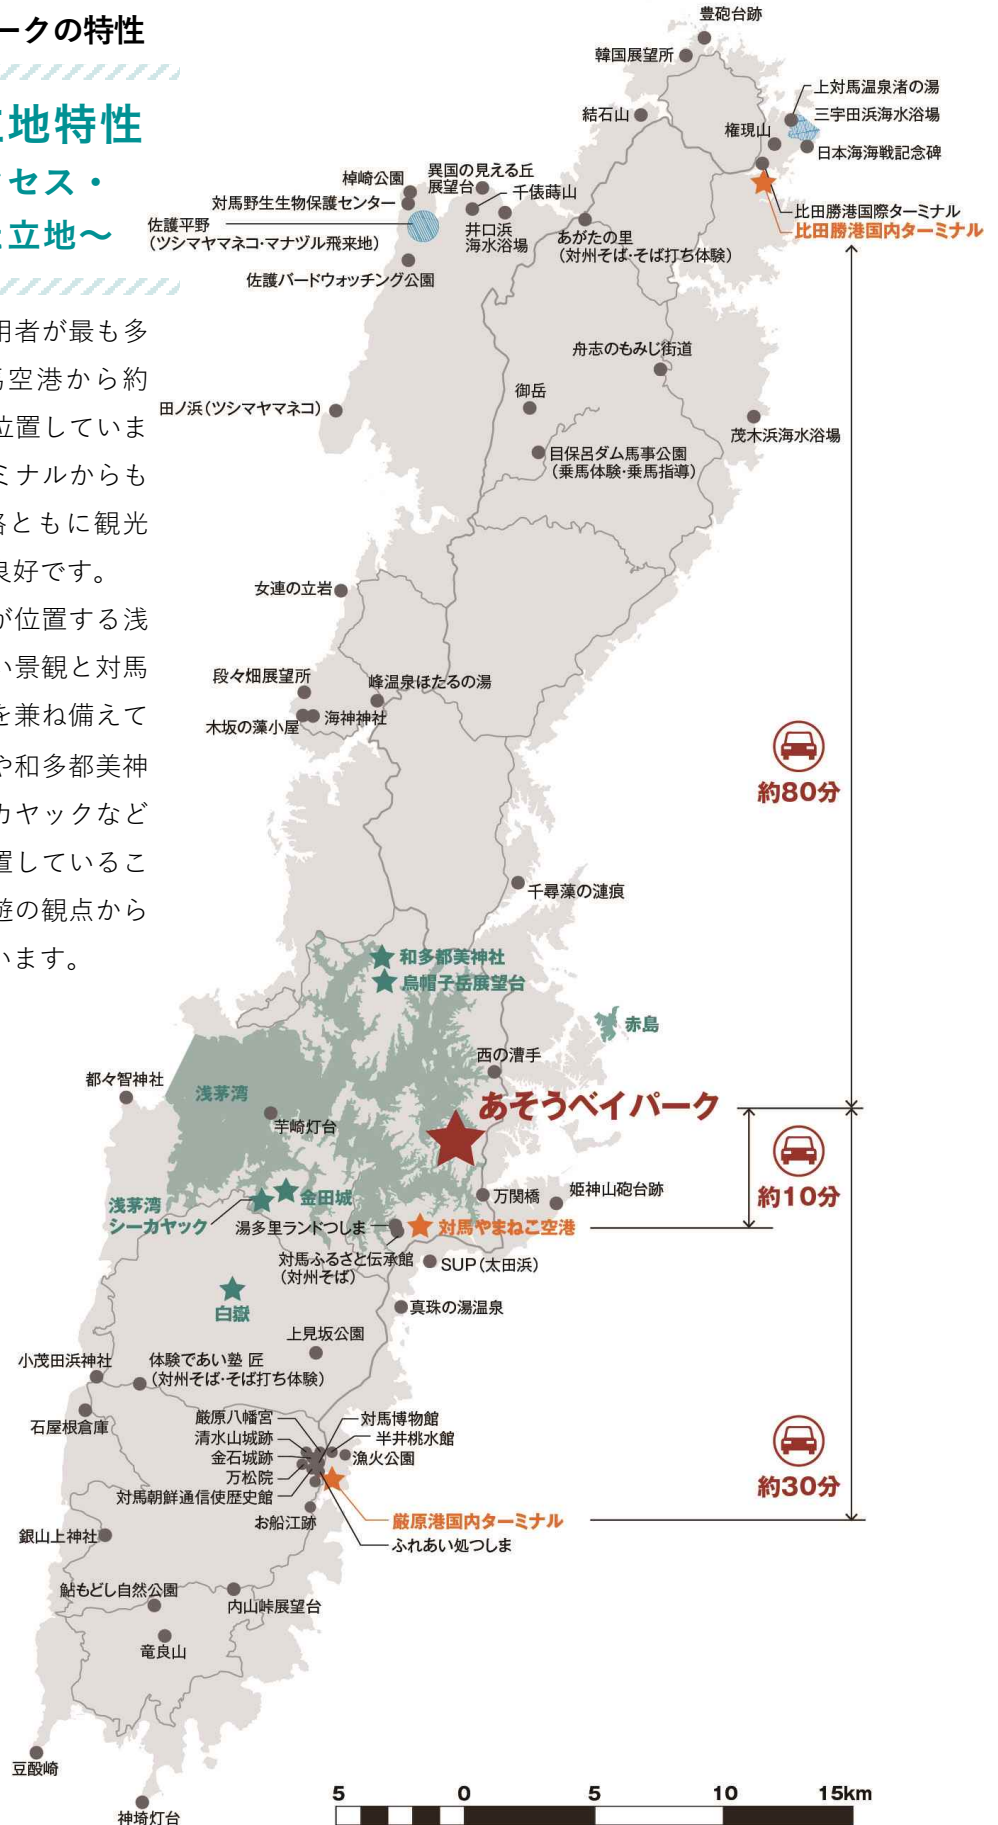 ークの特性
立地特性
セス・
立立地～
用者が最も多
馬空港から約
位置していま
ミナルからも
路ともに観光
良好です。
が位置する浅
い景観と対馬
を兼ね備えて
や和多都美神
カヤックなど
置しているこ
遊の観点から
います。
豊砲台跡
韓国展望所
上対馬温泉渚の湯
三宇田浜海水浴場
結石山
権現山
日本海海戦記念碑
異国の見える丘
展望台
棹崎公園
千俵蒔山
対馬野生生物保護センター
佐護平野
(ツシマヤマネコ・マナヅル飛来地)
井口浜
海水浴場
あがたの里
(対州そば・そば打ち体験)
比田勝港国際ターミナル
比田勝港国内ターミナル
佐護バードウォッチング公園
舟志のもみじ街道
御岳
田ノ浜(ツシマヤマネコ)
茂木浜海水浴場
目保呂ダム馬事公園
(乗馬体験・乗馬指導)
女連の立岩
段々畑展望所
峰温泉ほたるの湯
海神神社
木坂の藻小屋
約80分
千尋藻の漣痕
和多都美神社
烏帽子岳展望台
赤島
西の漕手
都々智神社
浅茅湾
芋崎灯台
あそうベイパーク
約10分
万関橋
姫神山砲台跡
金田城
浅茅湾
シーカヤック
湯多里ランドつしま
対馬やまねこ空港
対馬ふるさと伝承館
(対州そば)
SUP(太田浜)
真珠の湯温泉
白嶽
上見坂公園
小茂田浜神社
体験であい塾 匠
(対州そば・そば打ち体験)
石屋根倉庫
厳原八幡宮
対馬博物館
清水山城跡
半井桃水館
金石城跡
漁火公園
万松院
対馬朝鮮通信使歴史館
約30分
お船江跡
厳原港国内ターミナル
ふれあい処つしま
銀山上神社
鮎もどし自然公園
内山峠展望台
竜良山
豆酘崎
神埼灯台
5 0 5 10 15km